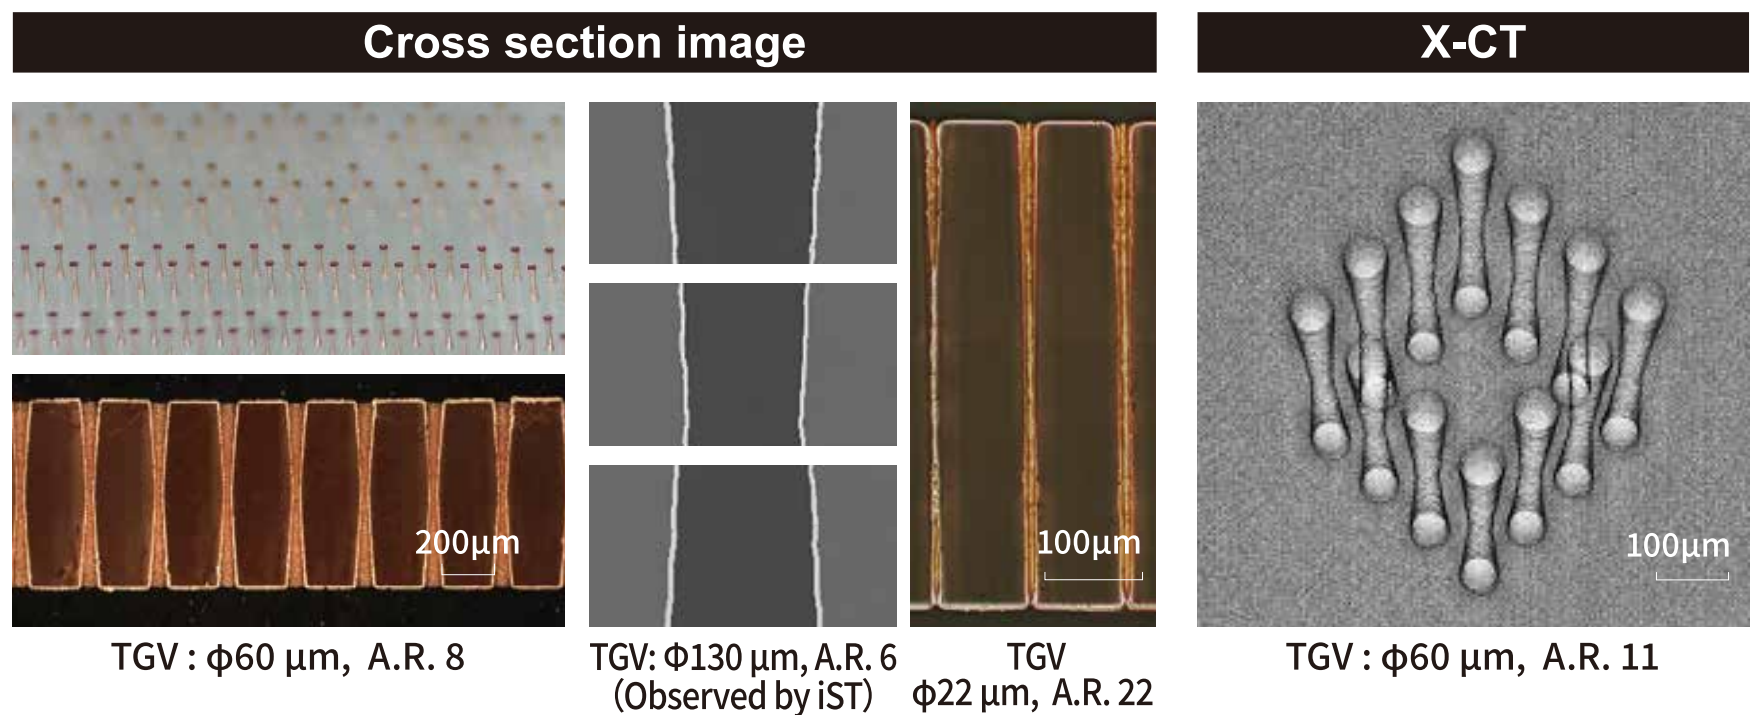 Cross section image
X-CT
200μm
100μm
100μm
TGV : ϕ60 μm, A.R. 8
TGV: Φ130 μm, A.R. 6
(Observed by iST)
TGV
ϕ22 μm, A.R. 22
TGV : ϕ60 μm, A.R. 11